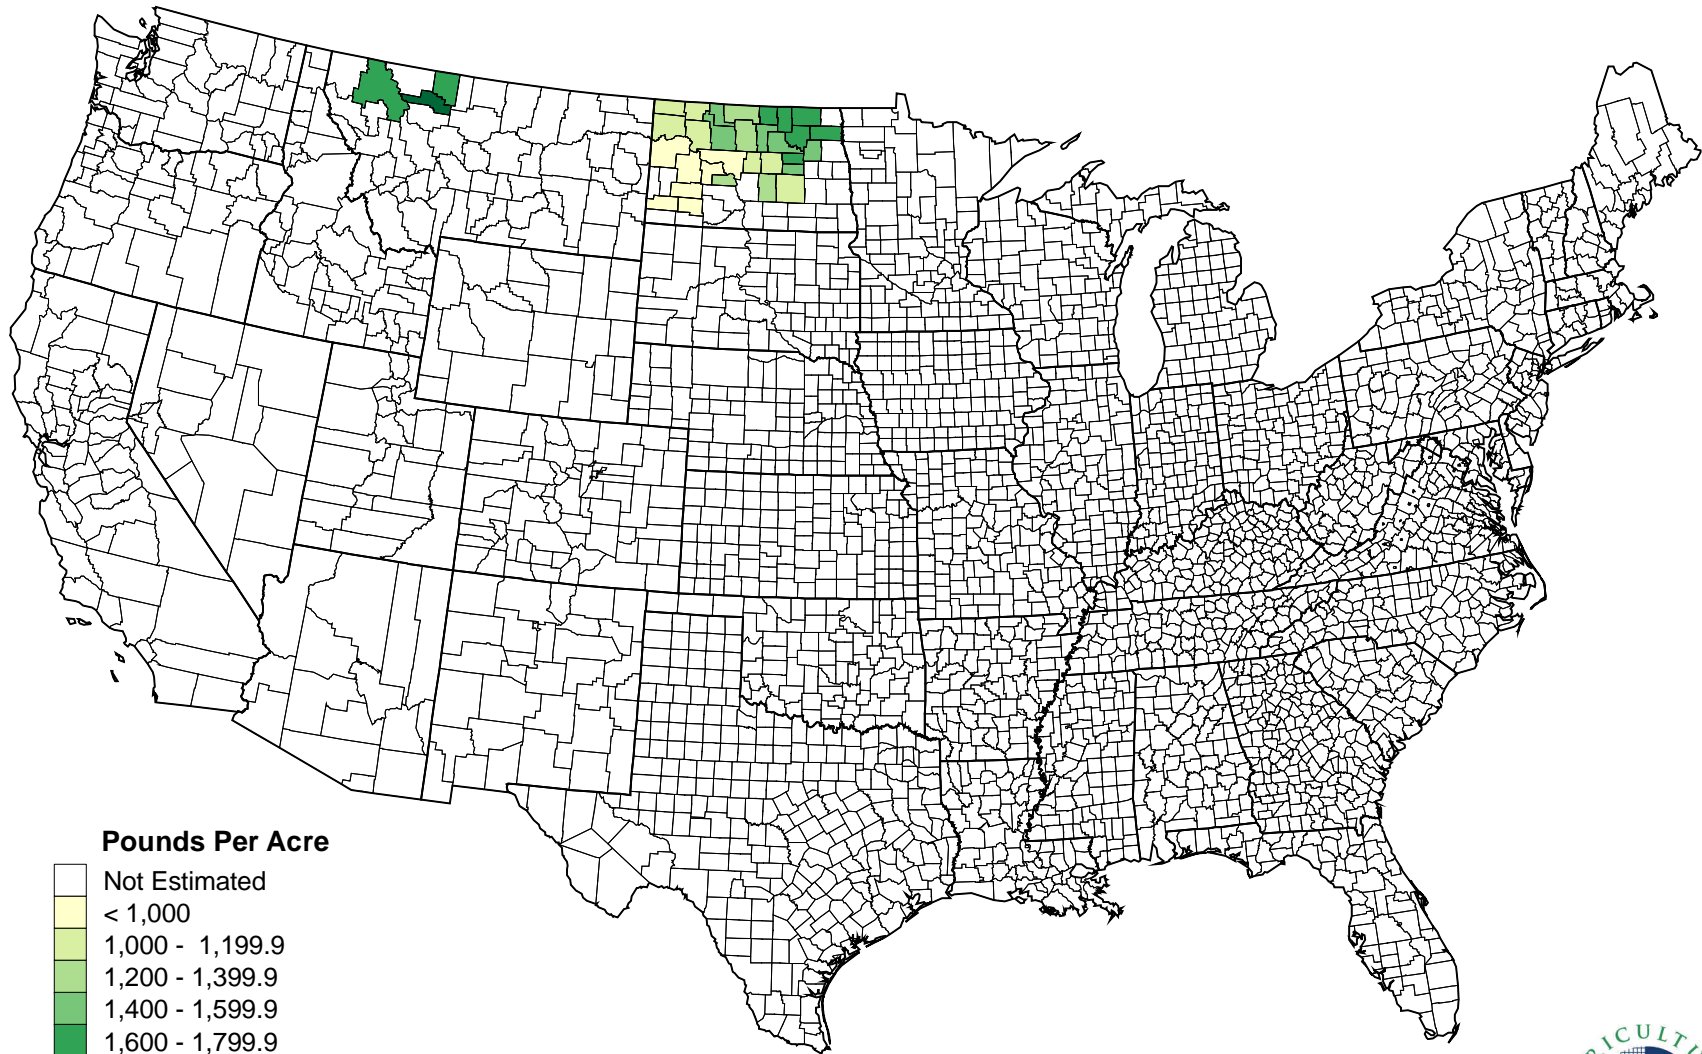 Pounds Per Acre
Not Estimated
< 1,000
1,000 - 1,199.9
1,200 - 1,399.9
1,400 - 1,599.9
1,600 - 1,799.9